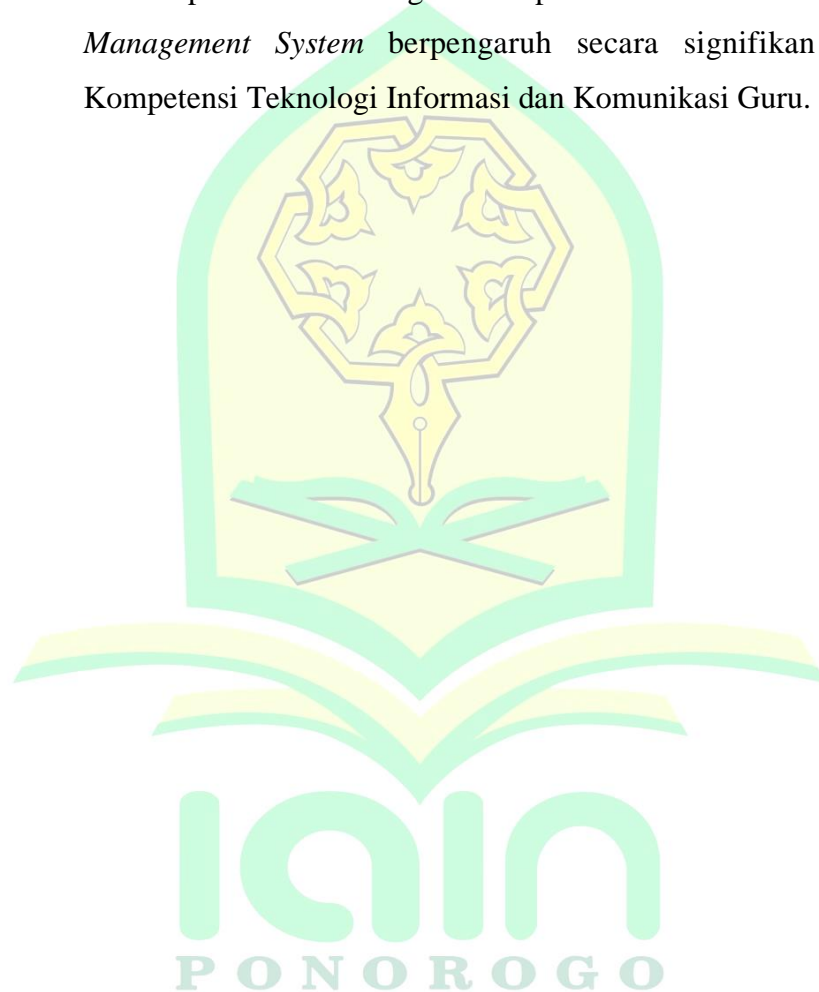 Management System berpengaruh secara signifikan
Kompetensi Teknologi Informasi dan Komunikasi Guru.
iain
PONOROGO